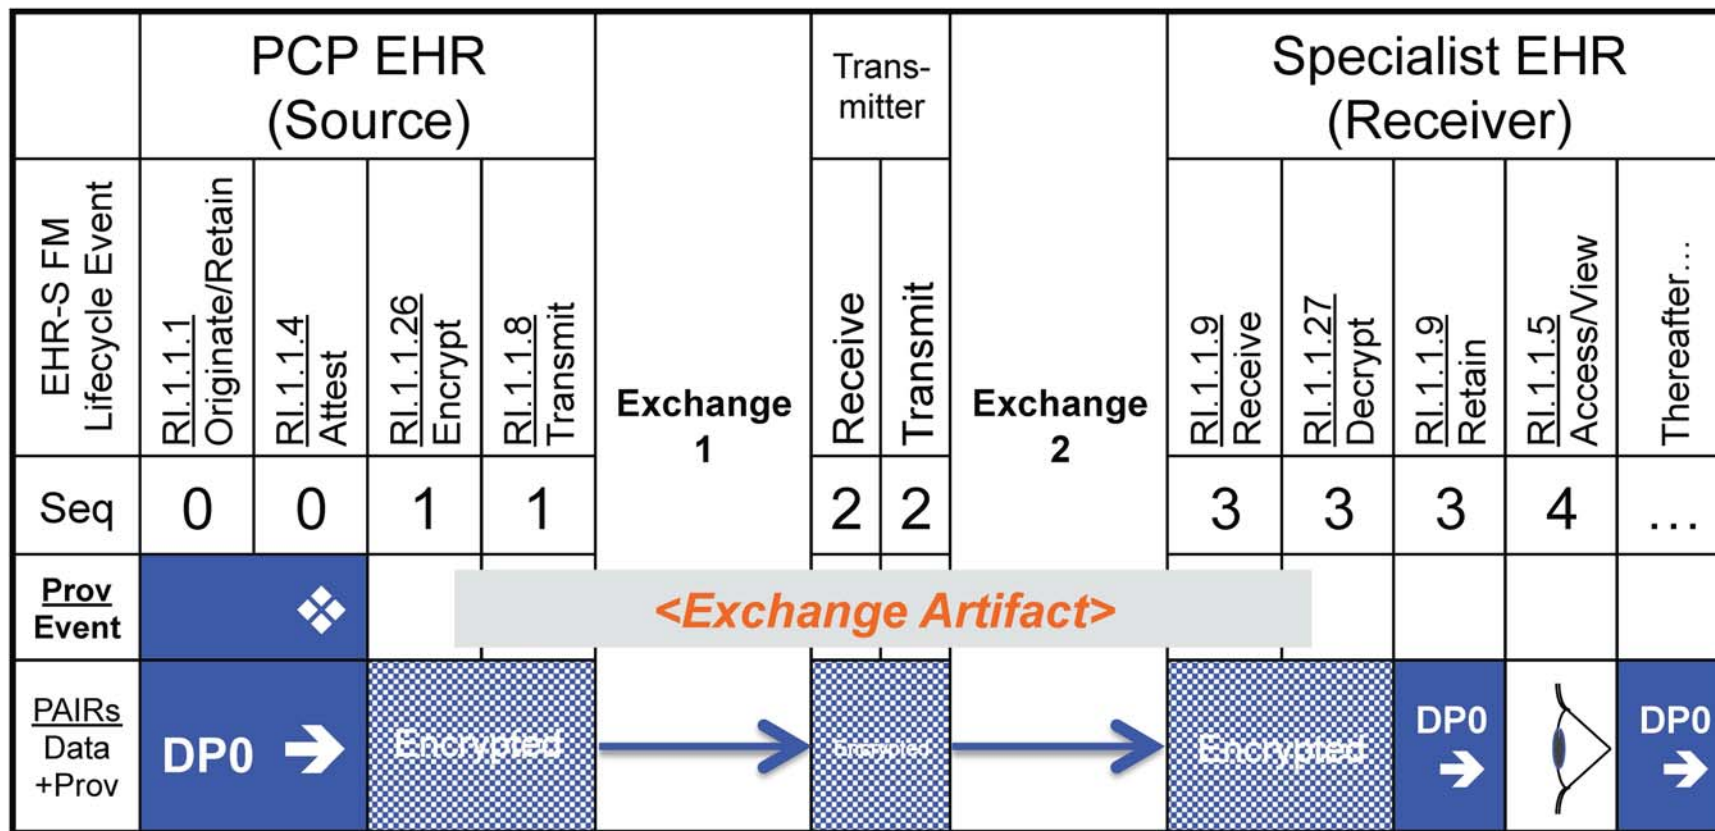 PCP EHR
(Source)
Trans-
mitter
Specialist EHR
(Receiver)
EHR-S FM
Lifecycle Event
RI.1.1.1
Originate/Retain
RI.1.1.4
Attest
RI.1.1.26
Encrypt
RI.1.1.8
Transmit
Exchange
1
Receive
Transmit
Exchange
2
RI.1.1.9
Receive
RI.1.1.27
Decrypt
RI.1.1.9
Retain
RI.1.1.5
Access/View
Thereafter...
Seq
0
0
1
1
2
2
3
3
3
4
...
Prov
Event
<Exchange Artifact>
PAIRs
Data
+Prov
DP0
Encrypted
Encrypted
Encrypted
DP0
DP0